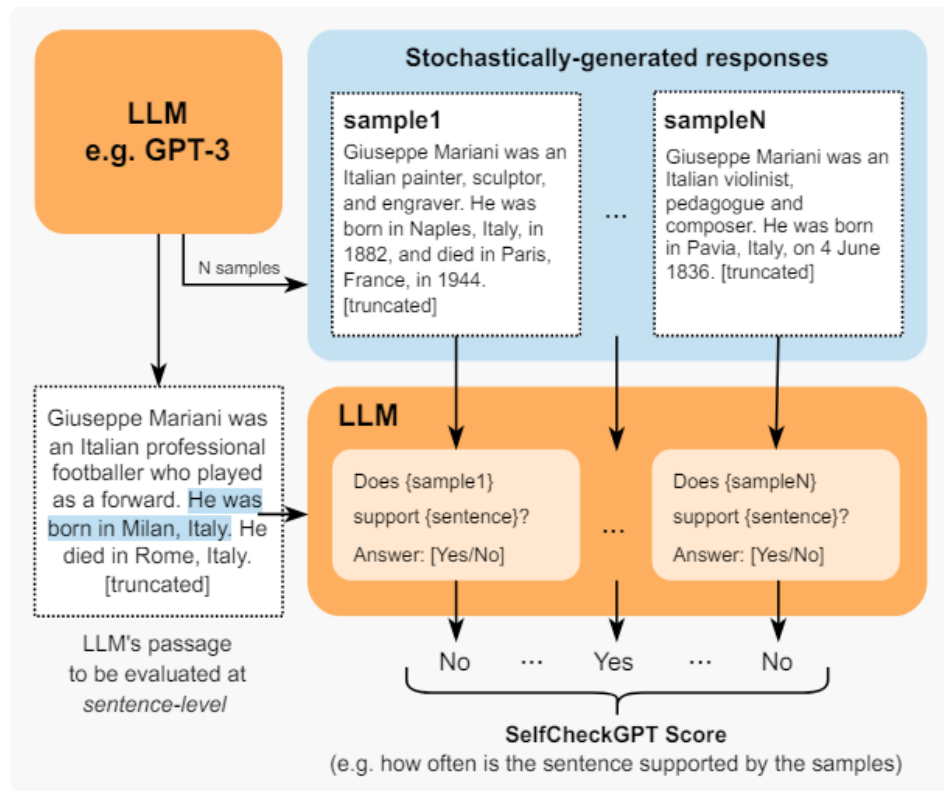 LLM
e.g. GPT-3
N samples
Stochastically-generated responses
sample1
Giuseppe Mariani was an
Italian painter, sculptor,
and engraver. He was
born in Naples, Italy, in
1882, and died in Paris,
France, in 1944.
[truncated]
...
sampleN
Giuseppe Mariani was an
Italian violinist,
pedagogue and
composer. He was born
in Pavia, Italy, on 4 June
1836. [truncated]
Giuseppe Mariani was
an Italian professional
footballer who played
as a forward. He was
born in Milan, Italy. He
died in Rome, Italy.
[truncated]
LLM's passage
to be evaluated at
sentence-level
LLM
Does {sample1}
support {sentence}?
Answer: [Yes/No]
...
Does {sampleN}
support {sentence}?
Answer: [Yes/No]
No ... Yes ... No
SelfCheckGPT Score
(e.g. how often is the sentence supported by the samples)